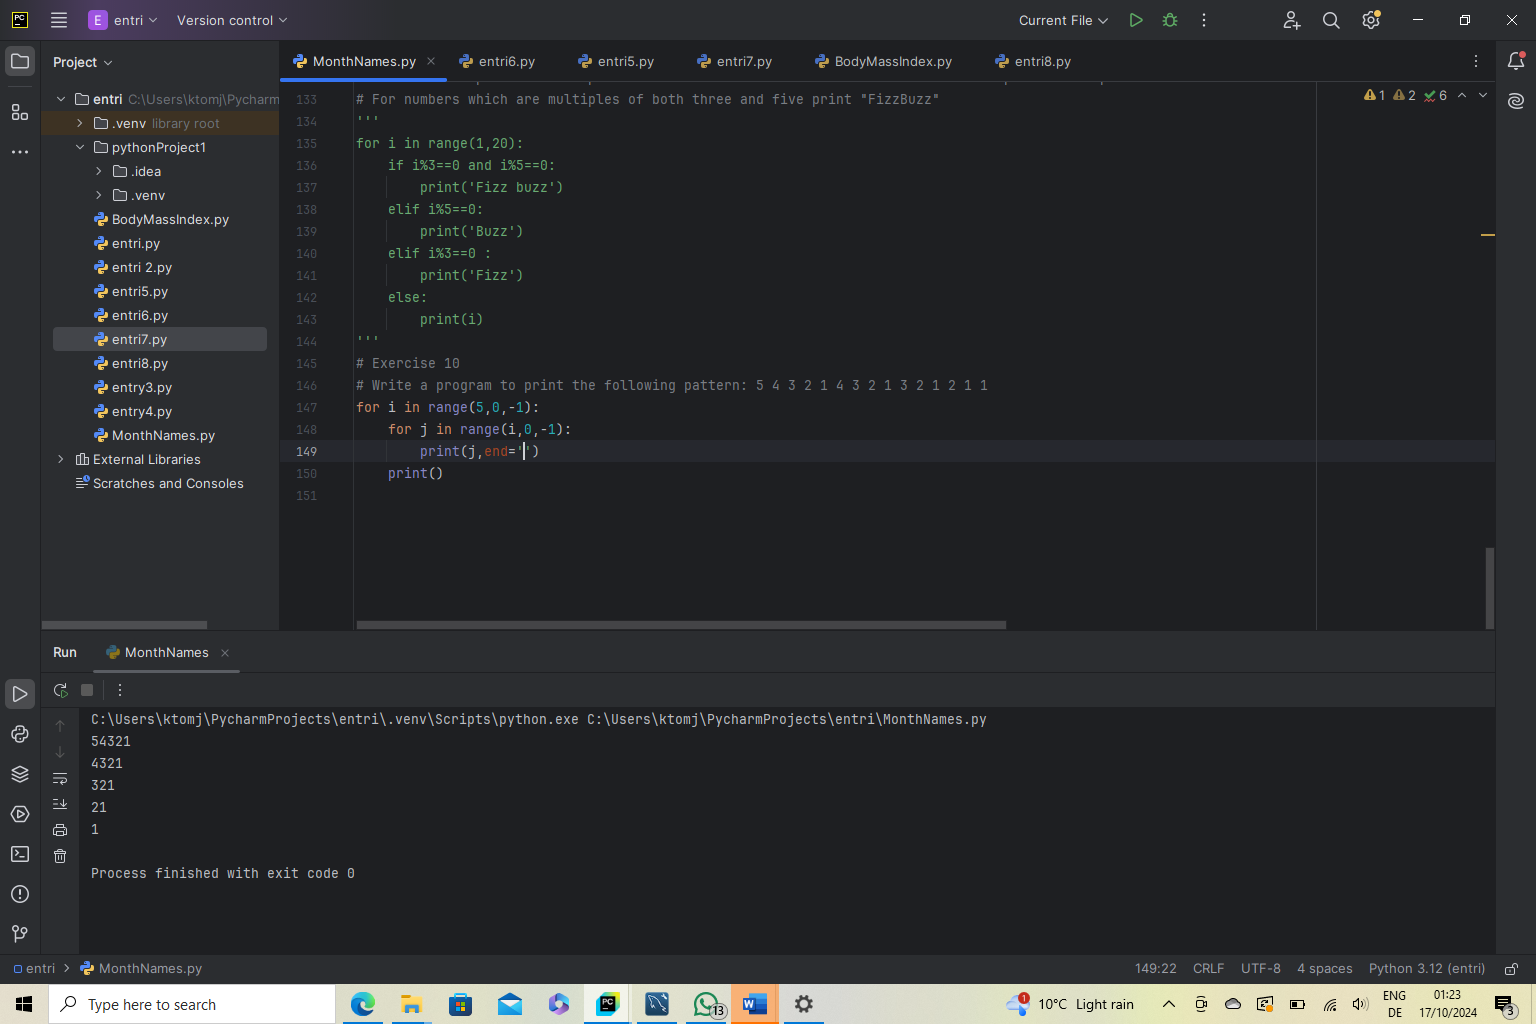 PC
E entri Version control
Current File
Project
MonthNames.py entri6.py entri5.py entri7.py BodyMassIndex.py entri8.py
entri C:\Users\ktomj\Pycharm
.venv library root
pythonProject1
.idea
.venv
BodyMassIndex.py
entri.py
entri 2.py
entri5.py
entri6.py
entri7.py
entri8.py
entry3.py
entry4.py
MonthNames.py
External Libraries
Scratches and Consoles
1 2 6
133 # For numbers which are multiples of both three and five print "FizzBuzz"
134 '''
135 for i in range(1,20):
136 if i%3==0 and i%5==0:
137 print('Fizz buzz')
138 elif i%5==0:
139 print('Buzz')
140 elif i%3==0 :
141 print('Fizz')
142 else:
143 print(i)
144 '''
145 # Exercise 10
146 # Write a program to print the following pattern: 5 4 3 2 1 4 3 2 1 3 2 1 2 1 1
147 for i in range(5,0,-1):
148 for j in range(i,0,-1):
149 print(j,end='')
150 print()
151
Run MonthNames
C:\Users\ktomj\PycharmProjects\entri\.venv\Scripts\python.exe C:\Users\ktomj\PycharmProjects\entri\MonthNames.py
54321
4321
321
21
1
Process finished with exit code 0
entri > MonthNames.py
149:22 CRLF UTF-8 4 spaces Python 3.12 (entri)
Type here to search
PC
13
W
1
10°C Light rain
ENG
DE
01:23
17/10/2024
3